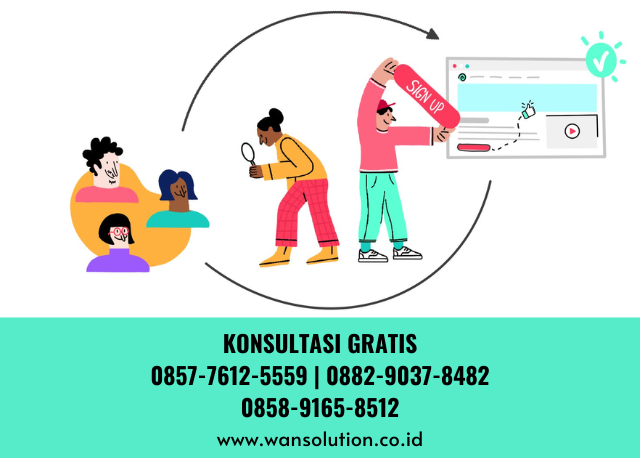 SIGN UP
KONSULTASI GRATIS
0857-7612-5559 | 0882-9037-8482
0858-9165-8512
www.wansolution.co.id